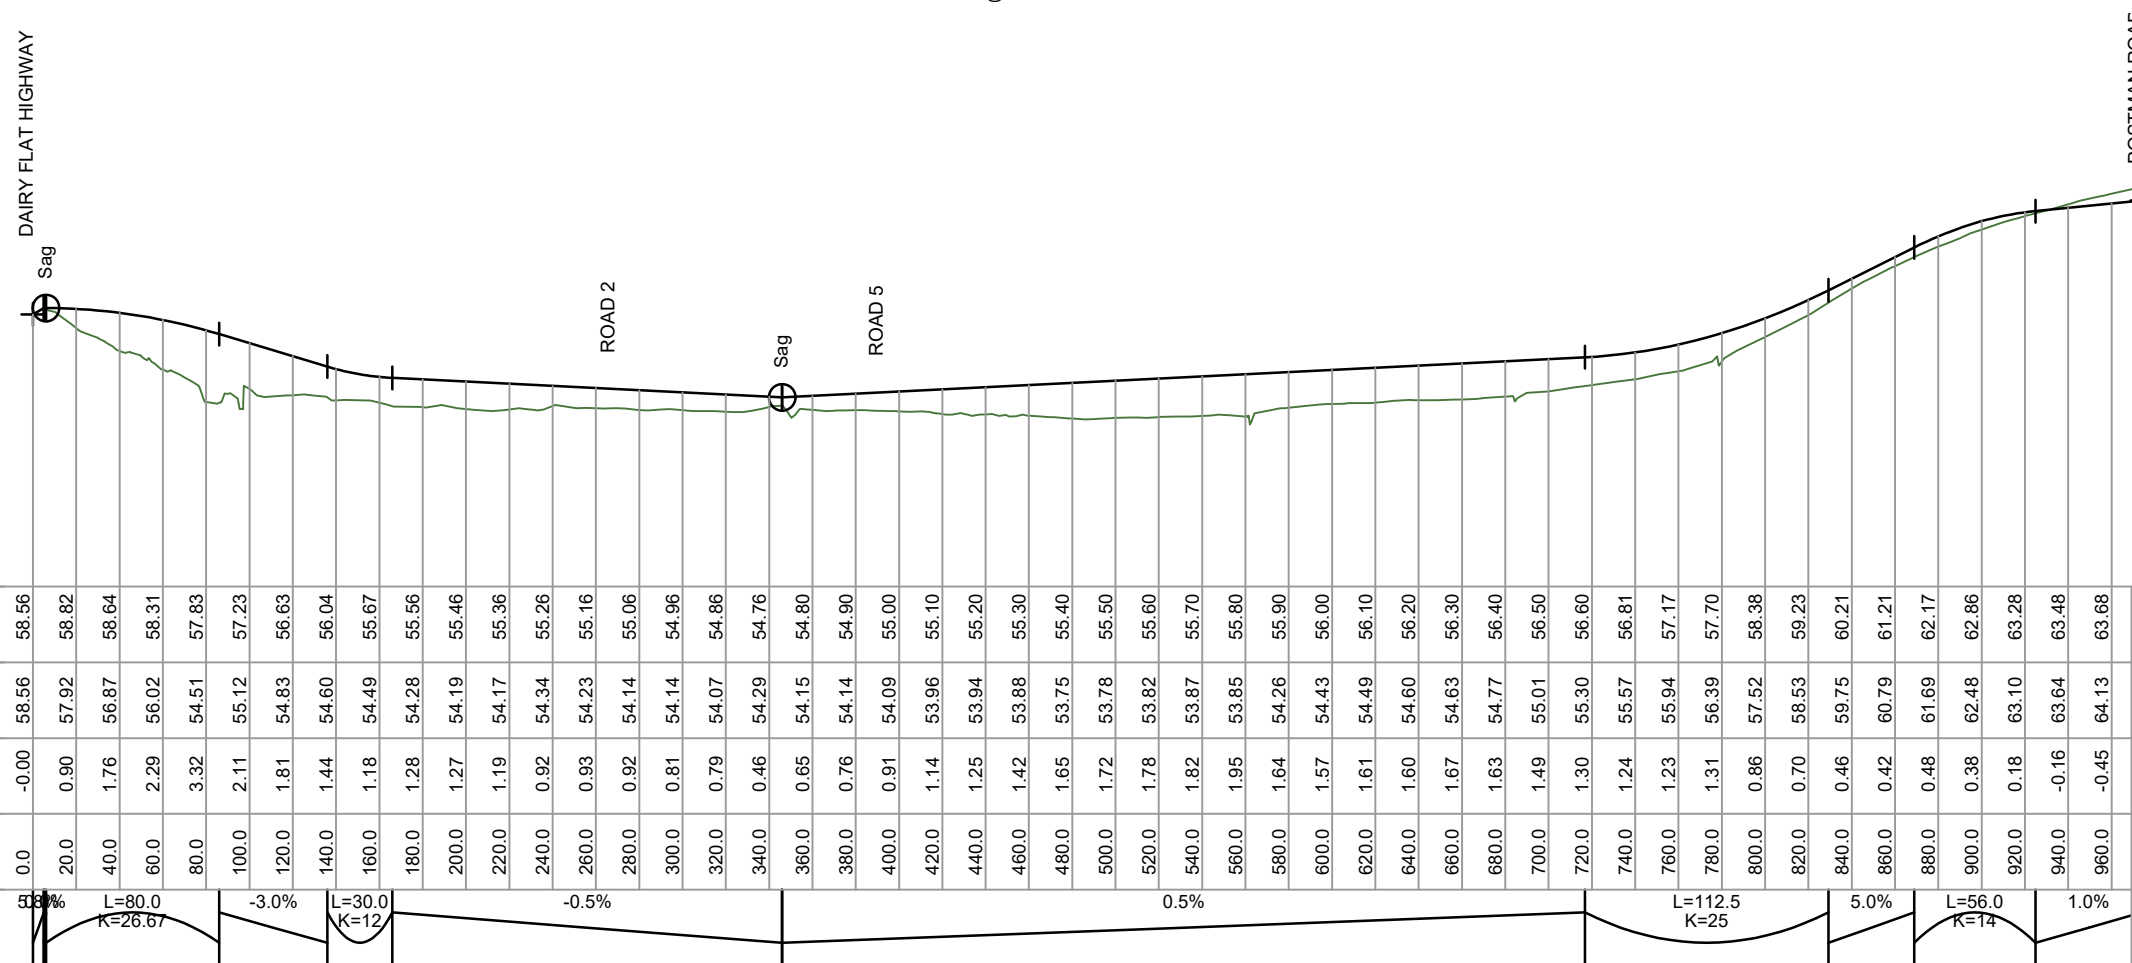 DAIRY FLAT HIGHWAY
Sag
ROAD 2
Sag
ROAD 5
58.56 58.82 58.64 58.31 57.83 57.23 56.63 56.04 55.67 55.56 55.46 55.36 55.26 55.16 55.06 54.96 54.86 54.76 54.80 54.90 55.00 55.10 55.20 55.30 55.40 55.50 55.60 55.70 55.80 55.90 56.00 56.10 56.20 56.30 56.40 56.50 56.60 56.81 57.17 57.70 58.38 59.23 60.21 61.21 62.17 62.86 63.28 63.48 63.68
58.56 57.92 56.87 56.02 54.51 55.12 54.83 54.60 54.49 54.28 54.19 54.17 54.34 54.23 54.14 54.14 54.07 54.29 54.15 54.14 54.09 53.96 53.94 53.88 53.75 53.78 53.82 53.87 53.85 54.26 54.43 54.49 54.60 54.63 54.77 55.01 55.30 55.57 55.94 56.39 57.52 58.53 59.75 60.79 61.69 62.48 63.10 63.64 64.13
-0.00 0.90 1.76 2.29 3.32 2.11 1.81 1.44 1.18 1.28 1.27 1.19 0.92 0.93 0.92 0.81 0.79 0.46 0.65 0.76 0.91 1.14 1.25 1.42 1.65 1.72 1.78 1.82 1.95 1.64 1.57 1.61 1.60 1.67 1.63 1.49 1.30 1.24 1.23 1.31 0.86 0.70 0.46 0.42 0.48 0.38 0.18 -0.16 -0.45
0.0 20.0 40.0 60.0 80.0 100.0 120.0 140.0 160.0 180.0 200.0 220.0 240.0 260.0 280.0 300.0 320.0 340.0 360.0 380.0 400.0 420.0 440.0 460.0 480.0 500.0 520.0 540.0 560.0 580.0 600.0 620.0 640.0 660.0 680.0 700.0 720.0 740.0 760.0 780.0 800.0 820.0 840.0 860.0 880.0 900.0 920.0 940.0 960.0
L=80.0 -3.0% L=30.0 -0.5% 0.5% L=112.5 5.0% L=56.0 1.0%
K=26.67 K=12 K=25 K=14